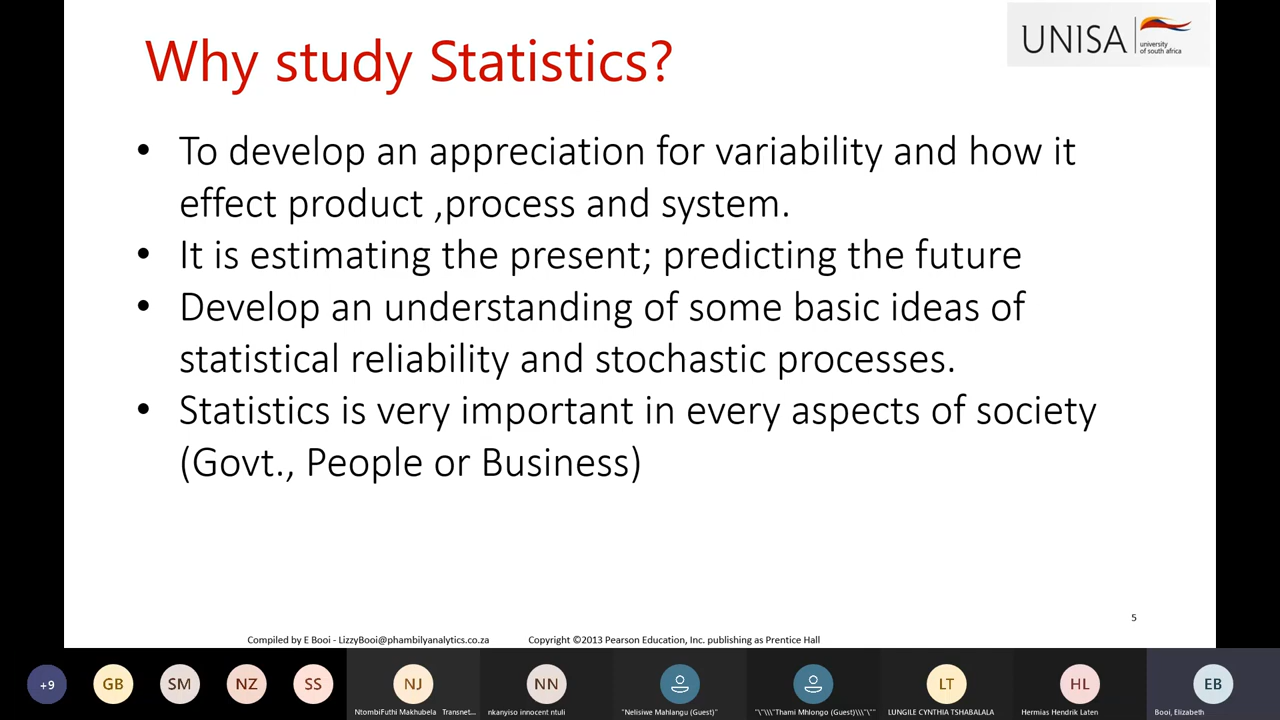 Why study Statistics?
UNISA
university
of south africa
• To develop an appreciation for variability and how it
effect product ,process and system.
• It is estimating the present; predicting the future
• Develop an understanding of some basic ideas of
statistical reliability and stochastic processes.
• Statistics is very important in every aspects of society
(Govt., People or Business)
5
Compiled by E Booi - LizzyBooi@phambilyanalytics.co.za Copyright ©2013 Pearson Education, Inc. publishing as Prentice Hall
+9 GB SM NZ SS NJ NN LT HL EB
NtombiFuthi Makhubela Transnet... nkanyiso innocent ntuli "Nelisiwe Mahlangu (Guest)" "\"\\\"Thami Mhlongo (Guest)\\\"\"" LUNGILE CYNTHIA TSHABALALA Hermias Hendrik Laten Booi, Elizabeth